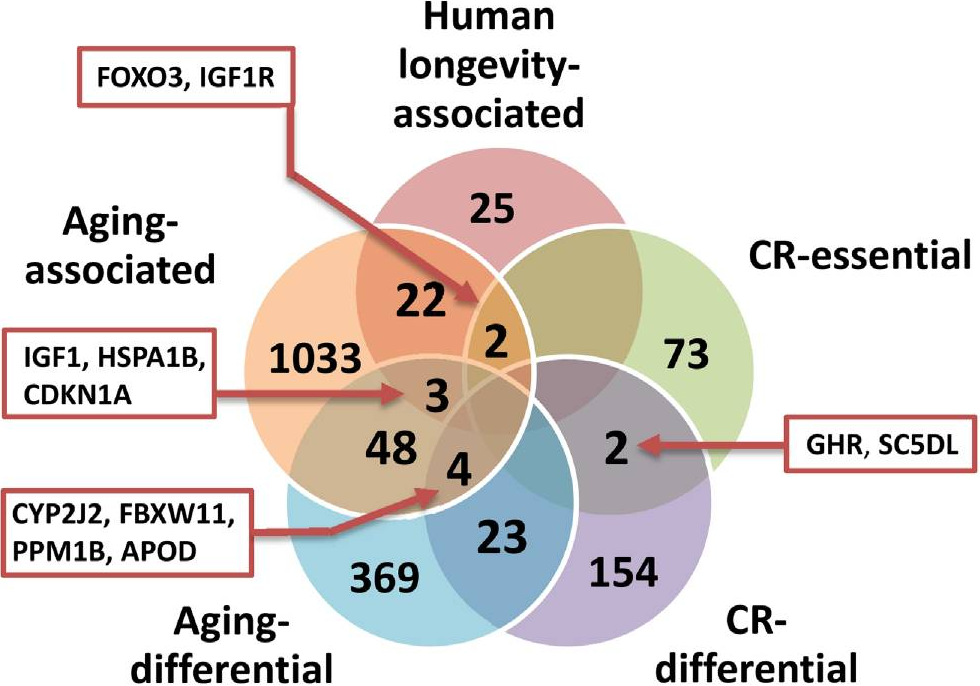 Human
longevity-
associated
FOXO3, IGF1R
25
Aging-
associated
CR-essential
22
2
1033
73
IGF1, HSPA1B,
CDKN1A
3
48
4
2
GHR, SC5DL
CYP2J2, FBXW11,
PPM1B, APOD
23
369
154
Aging-
differential
CR-
differential